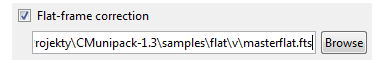 Flat-frame correction
rojekty\CMunipack-1.3\samples\flat\v\masterflat.fts Browse